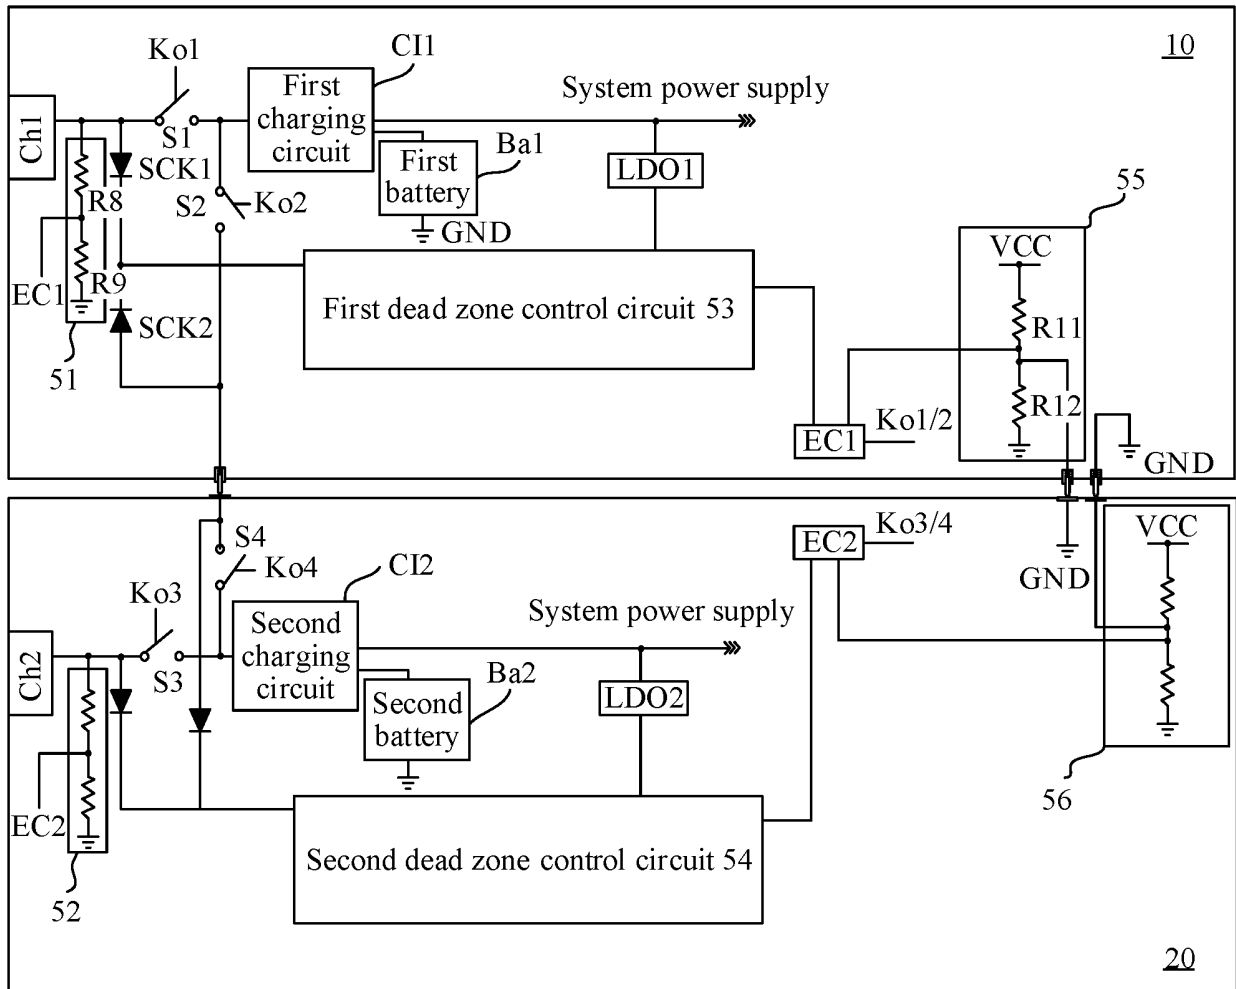 Ko1
CI1
10
First
charging
circuit
System power supply
Ch1
S1
First
battery
Ba1
LDO1
SCK1
R8
S2
Ko2
GND
55
VCC
EC1
R9
First dead zone control circuit 53
R11
SCK2
51
R12
EC1
Ko1/2
GND
S4
Ko4
CI2
EC2
Ko3/4
VCC
GND
Ko3
Second
charging
circuit
System power supply
Ch2
S3
Second
battery
Ba2
LDO2
56
EC2
Second dead zone control circuit 54
52
20